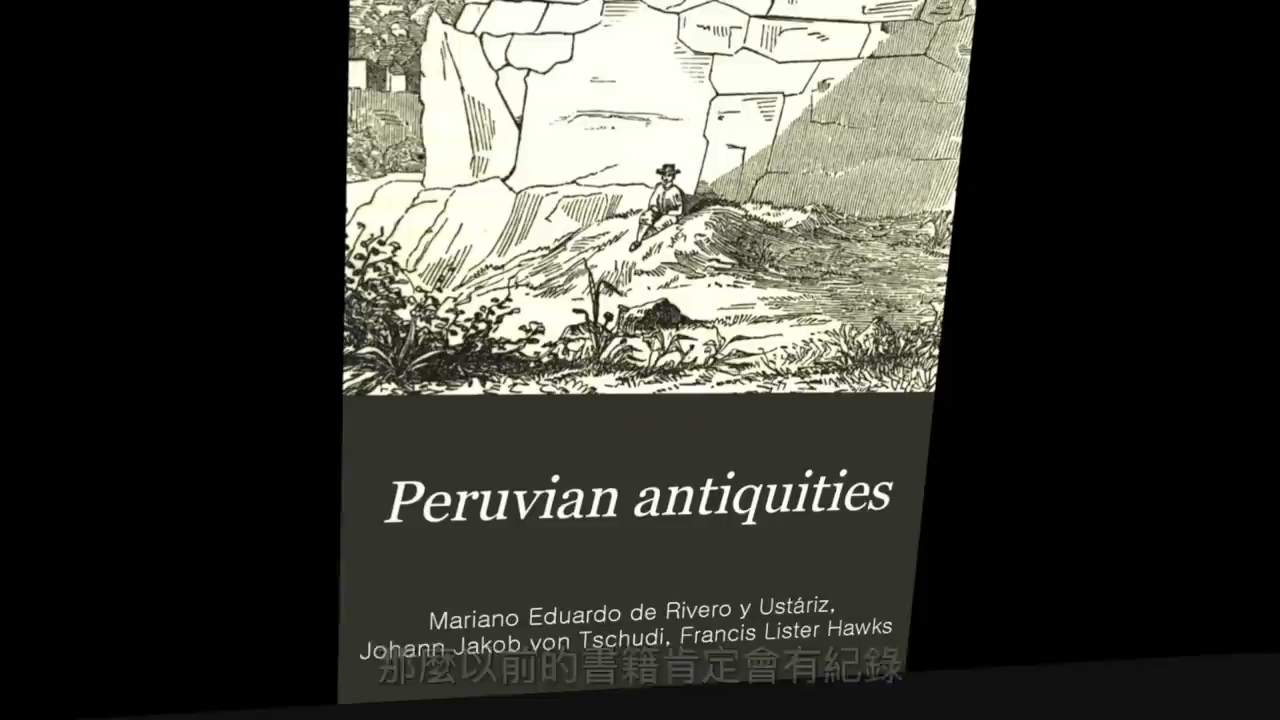 Peruvian antiquities
Mariano Eduardo de Rivero y Ustáriz,
Johann Jakob von Tschudi, Francis Lister Hawks
那麼以前的書籍肯定會有紀錄